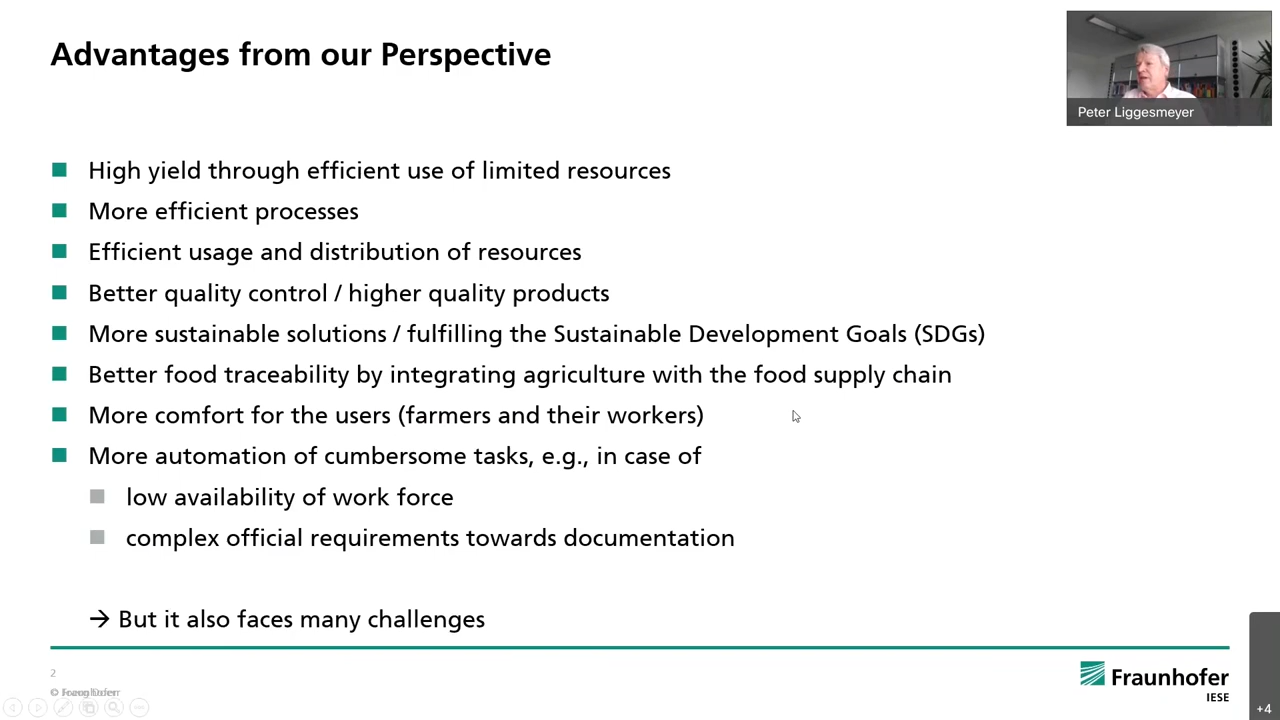 Advantages from our Perspective
Peter Liggesmeyer
High yield through efficient use of limited resources
More efficient processes
Efficient usage and distribution of resources
Better quality control / higher quality products
More sustainable solutions / fulfilling the Sustainable Development Goals (SDGs)
Better food traceability by integrating agriculture with the food supply chain
More comfort for the users (farmers and their workers)
More automation of cumbersome tasks, e.g., in case of
low availability of work force
complex official requirements towards documentation
→ But it also faces many challenges
2
©
Fraunhofer
IESE
+4